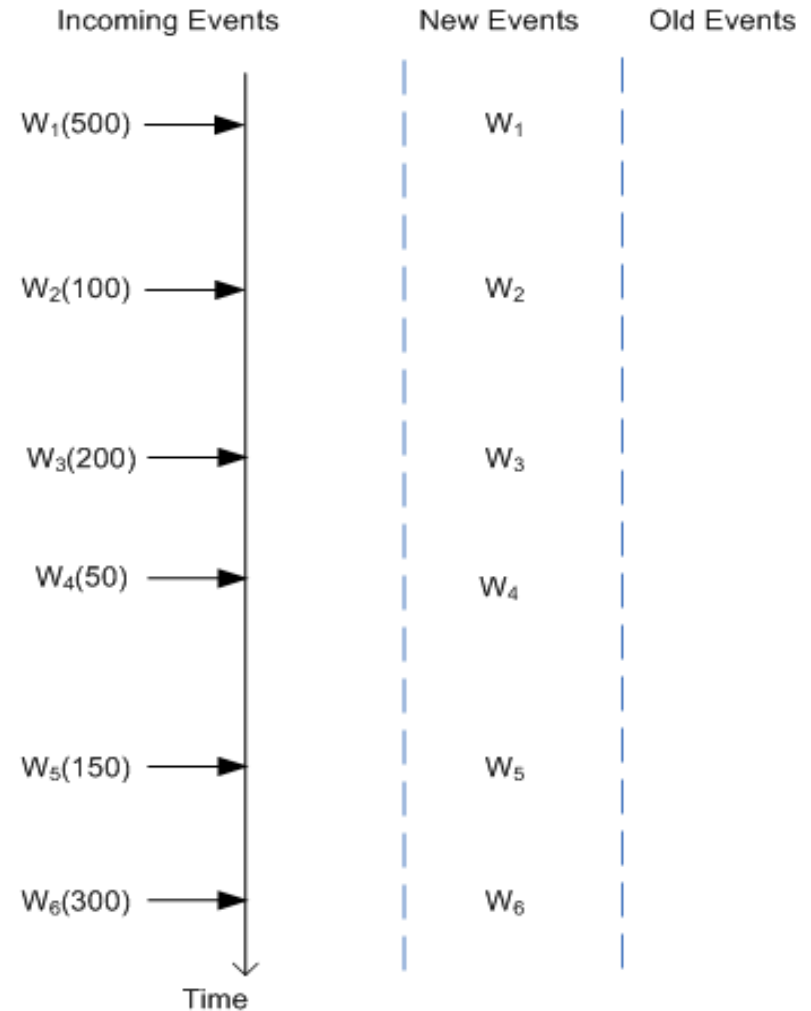 Incoming Events New Events Old Events
W₁(500) W₁
W₂(100) W₂
W₃(200) W₃
W₄(50) W₄
W₅(150) W₅
W₆(300) W₆
Time